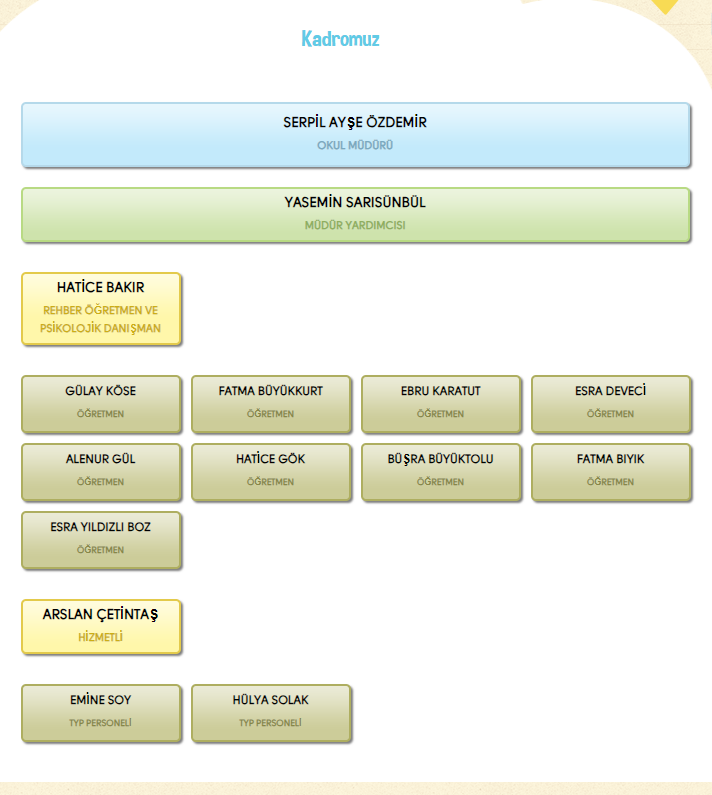 Kadromuz
SERPİL AYŞE ÖZDEMİR
OKUL MÜDÜRÜ
YASEMİN SARISÜNBÜL
MÜDÜR YARDIMCISI
HATİCE BAKIR
REHBER ÖĞRETMEN VE
PSİKOLOJİK DANIŞMAN
GÜLAY KÖSE
ÖĞRETMEN
FATMA BÜYÜKKURT
ÖĞRETMEN
EBRU KARATUT
ÖĞRETMEN
ESRA DEVECİ
ÖĞRETMEN
ALENUR GÜL
ÖĞRETMEN
HATİCE GÖK
ÖĞRETMEN
BÜŞRA BÜYÜKTOLU
ÖĞRETMEN
FATMA BIYIK
ÖĞRETMEN
ESRA YILDIZLI BOZ
ÖĞRETMEN
ARSLAN ÇETİNTAŞ
HİZMETLİ
EMİNE SOY
TYP PERSONELİ
HÜLYA SOLAK
TYP PERSONELİ